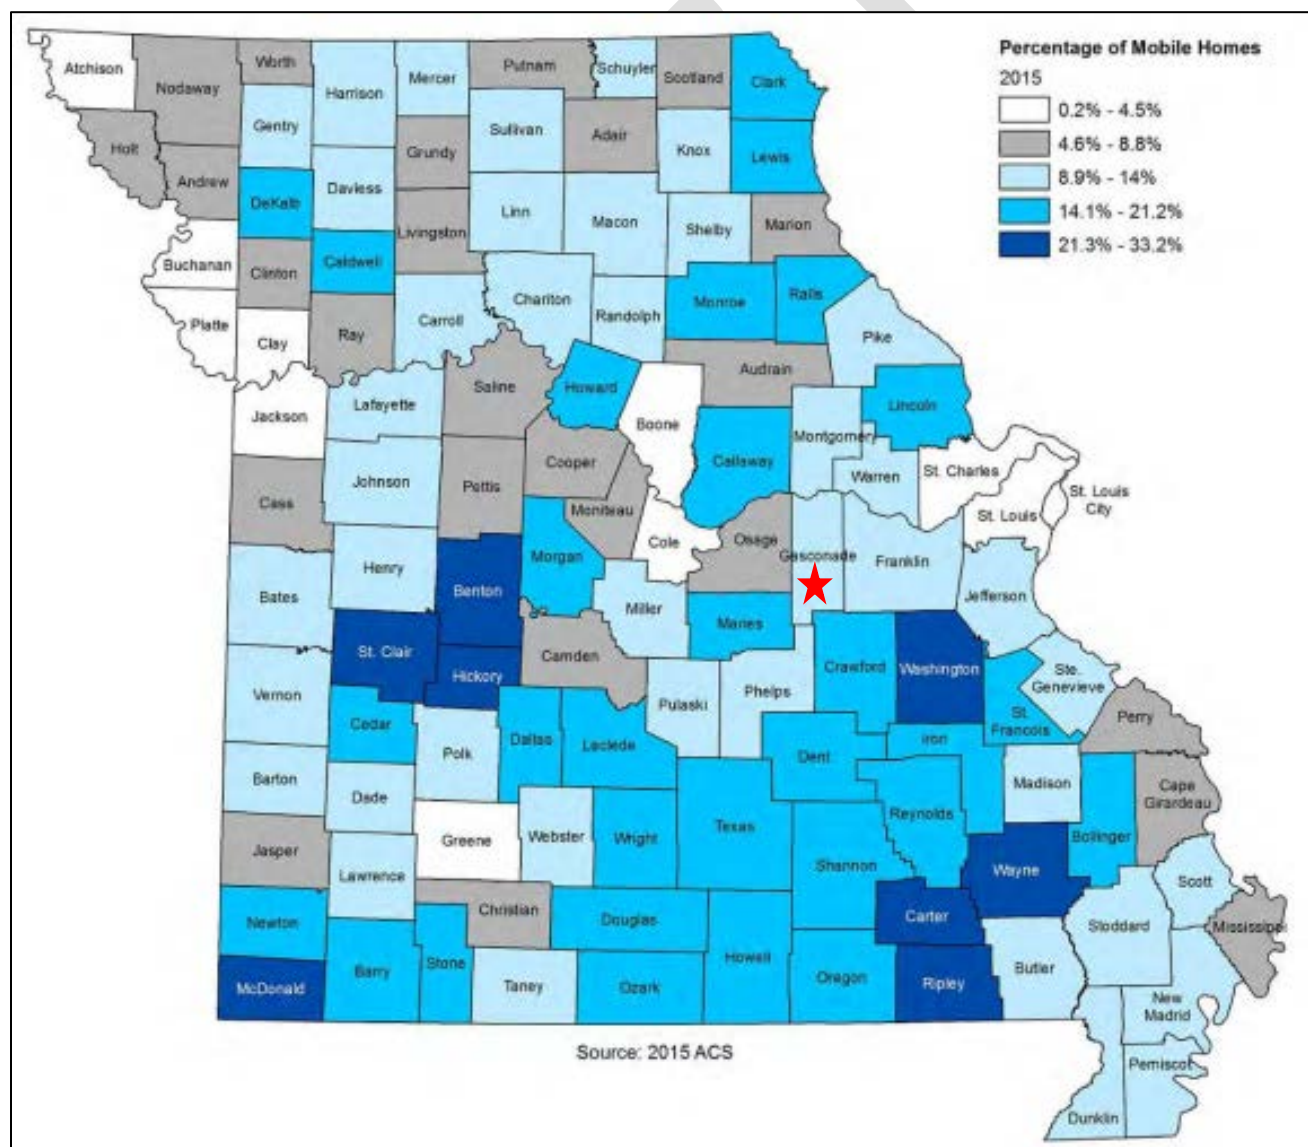 Percentage of Mobile Homes
2015
0.2% - 4.5%
4.6% - 8.8%
8.9% - 14%
14.1% - 21.2%
21.3% - 33.2%
Atchison
Nodaway
Worth
Harrison
Mercer
Putnam
Schuyler
Scotland
Clark
Gentry
Sullivan
Adair
Knox
Lewis
Holt
Andrew
DeKalb
Daviess
Grundy
Livingston
Linn
Macon
Shelby
Marion
Buchanan
Clinton
Caldwell
Chariton
Randolph
Monroe
Ralls
Platte
Clay
Ray
Carroll
Pike
Audrain
Jackson
Lafayette
Saline
Howard
Boone
Callaway
Montgomery
Lincoln
Warren
St. Charles
St. Louis
City
St. Louis
Cass
Johnson
Pettis
Cooper
Moniteau
Cole
Osage
Gasconade
Franklin
Jefferson
Bates
Henry
Benton
Morgan
Miller
Maries
St. Clair
Hickory
Camden
Pulaski
Phelps
Crawford
Washington
Ste.
Genevieve
St.
Francois
Perry
Vernon
Cedar
Polk
Dallas
Laclede
Dent
Iron
Madison
Cape
Girardeau
Bollinger
Barton
Dade
Greene
Webster
Wright
Texas
Reynolds
Shannon
Wayne
Scott
Jasper
Lawrence
Christian
Douglas
Carter
Stoddard
Mississippi
Newton
Barry
Stone
Taney
Ozark
Howell
Oregon
Ripley
Butler
New
Madrid
McDonald
Pemiscot
Dunklin
Source: 2015 ACS